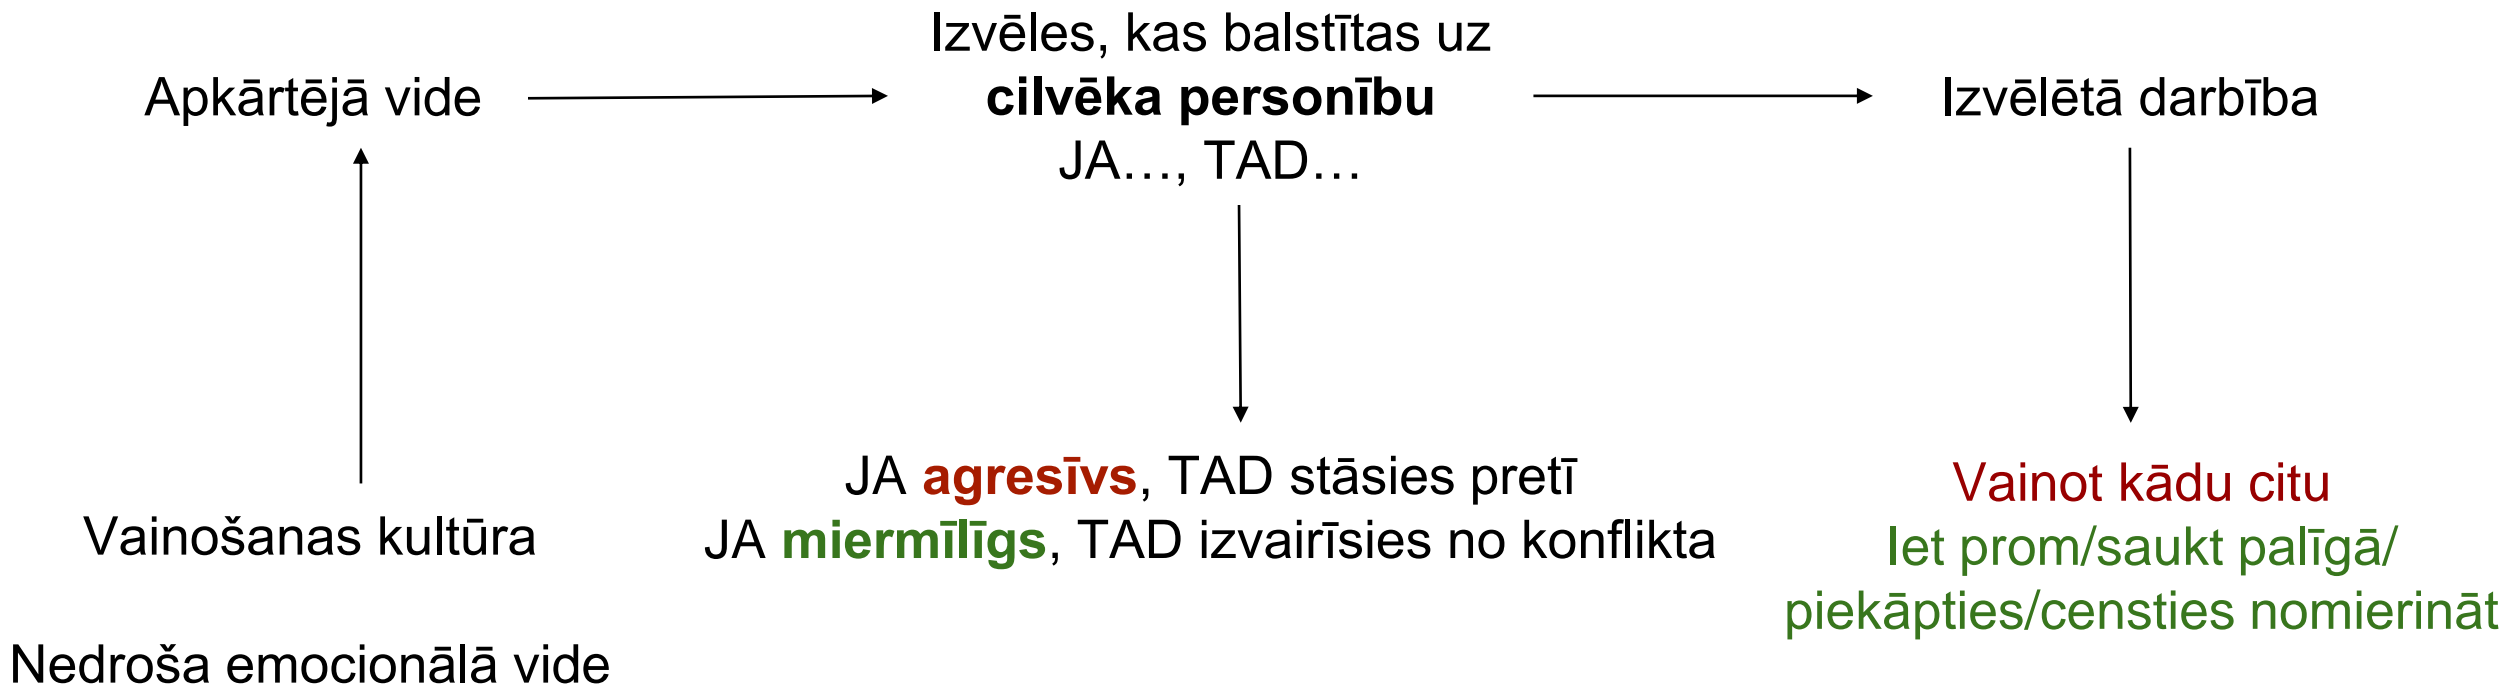 Apkārtējā vide
Izvēles, kas balstītas uz
cilvēka personību
JA..., TAD...
Izvēlētā darbība
Vainošanas kultūra
Nedroša emocionālā vide
JA agresīvs, TAD stāsies pretī
JA miermīlīgs, TAD izvairīsies no konflikta
Vainot kādu citu
Iet prom/saukt palīgā/
piekāpties/censties nomierināt